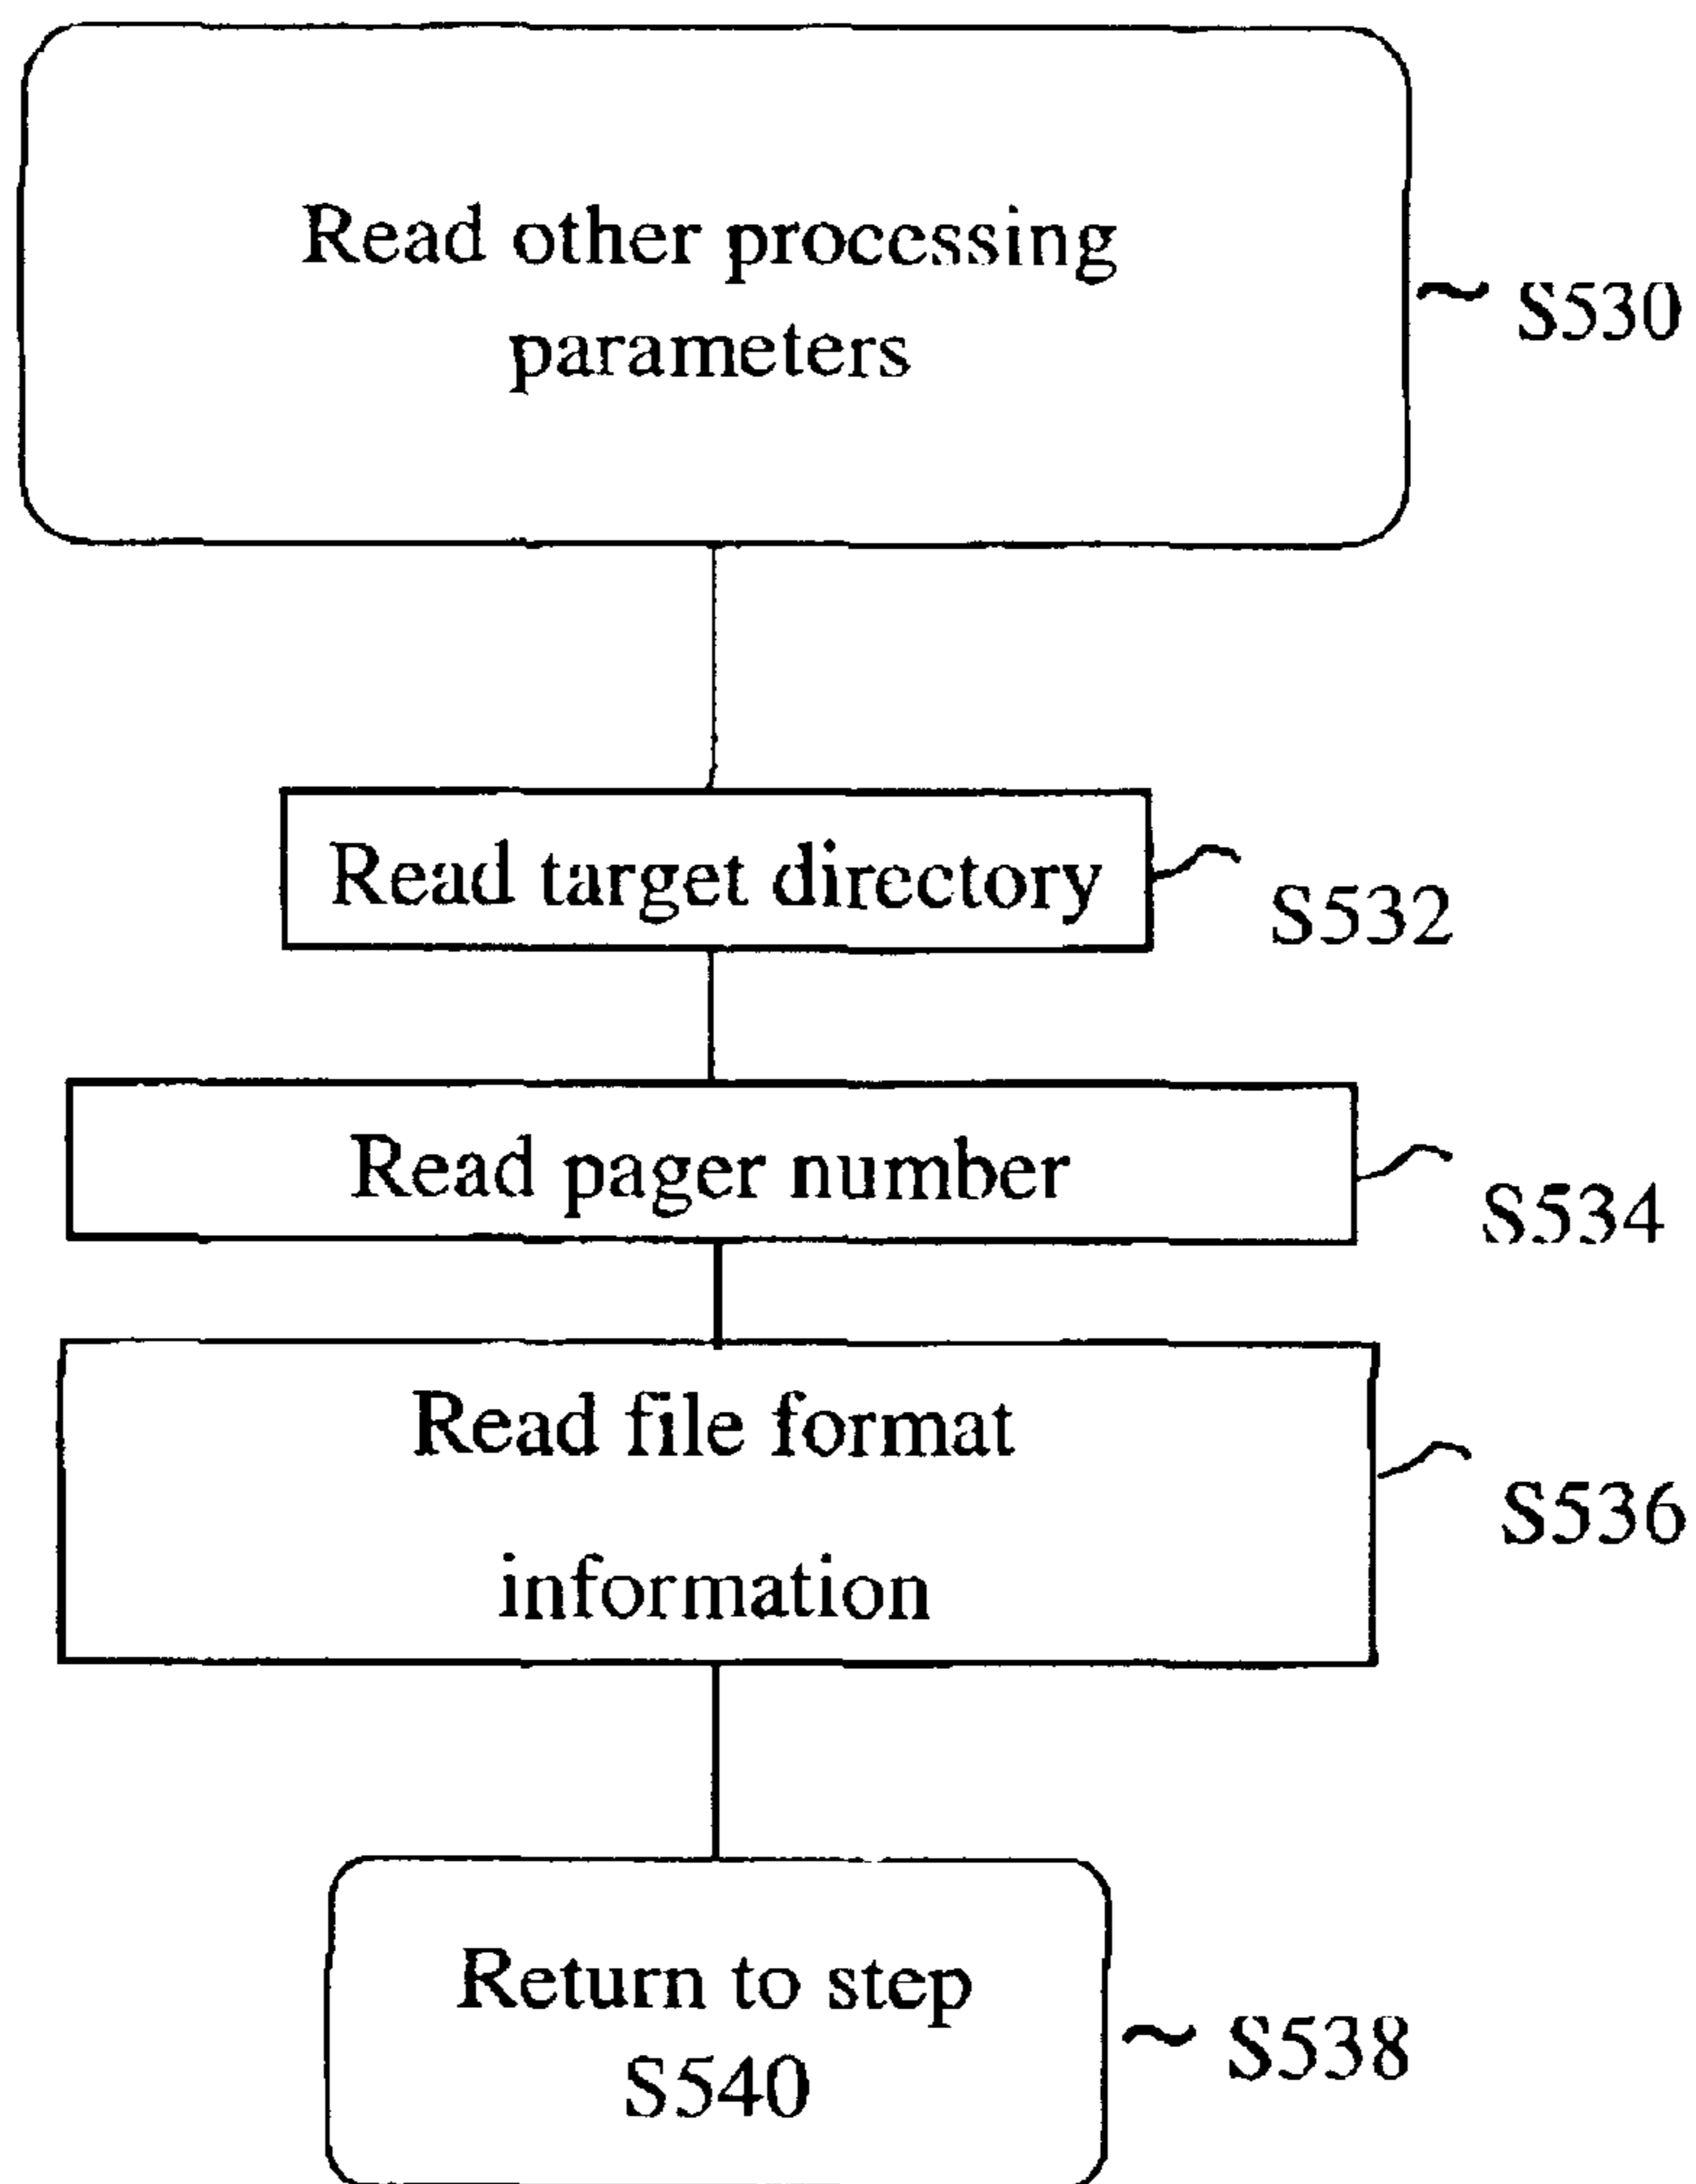 Read other processing
parameters
S530
Read target directory
S532
Read pager number
S534
Read file format
information
S536
Return to step
S540
S538